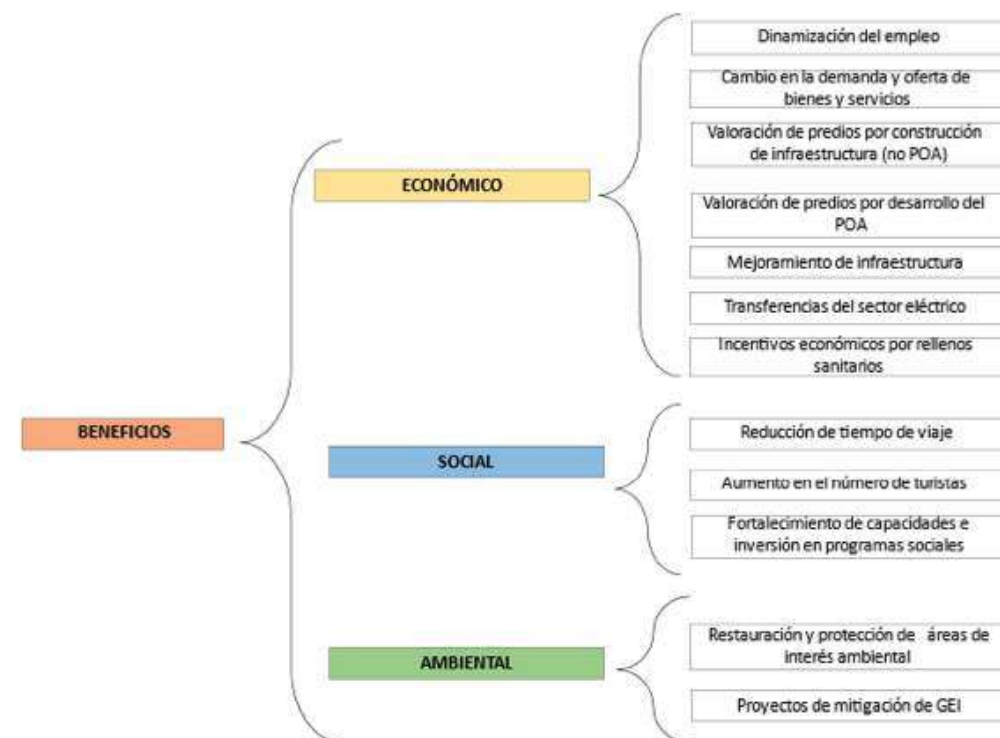 BENEFICIOS
ECONÓMICO
Dinamización del empleo
Cambio en la demanda y oferta de
bienes y servicios
Valoración de predios por construcción
de infraestructura (no POA)
Valoración de predios por desarrollo del
POA
Mejoramiento de infraestructura
Transferencias del sector eléctrico
Incentivos económicos por rellenos
sanitarios
SOCIAL
Reducción de tiempo de viaje
Aumento en el número de turistas
Fortalecimiento de capacidades e
inversión en programas sociales
AMBIENTAL
Restauración y protección de áreas de
interés ambiental
Proyectos de mitigación de GEI